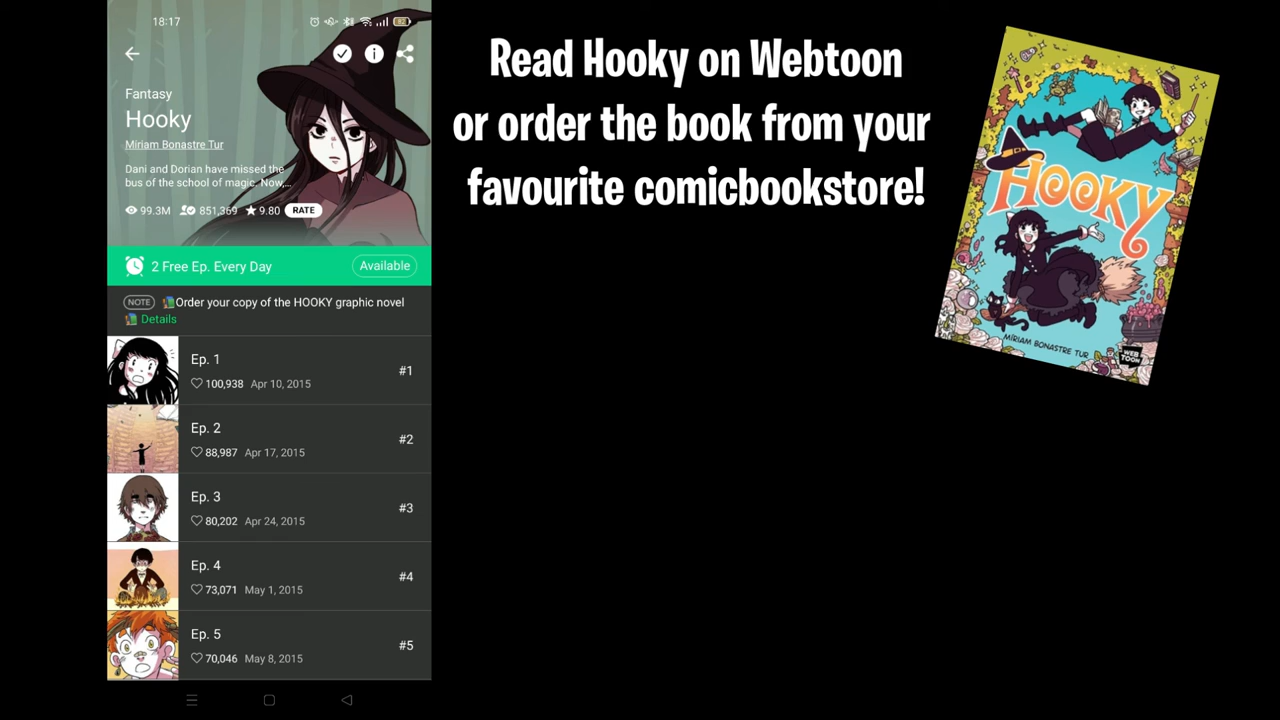 18:17
82
Fantasy
Hooky
Míriam Bonastre Tur
Dani and Dorian have missed the
bus of the school of magic. Now,...
99.3M 851,369 9.80 RATE
2 Free Ep. Every Day Available
NOTE Order your copy of the HOOKY graphic novel
Details
Ep. 1
100,938 Apr 10, 2015
#1
Ep. 2
88,987 Apr 17, 2015
#2
Ep. 3
80,202 Apr 24, 2015
#3
Ep. 4
73,071 May 1, 2015
#4
Ep. 5
70,046 May 8, 2015
#5
Read Hooky on Webtoon
or order the book from your
favourite comicbookstore!
HOOKY
MÍRIAM BONASTRE TUR
WEB
TOON